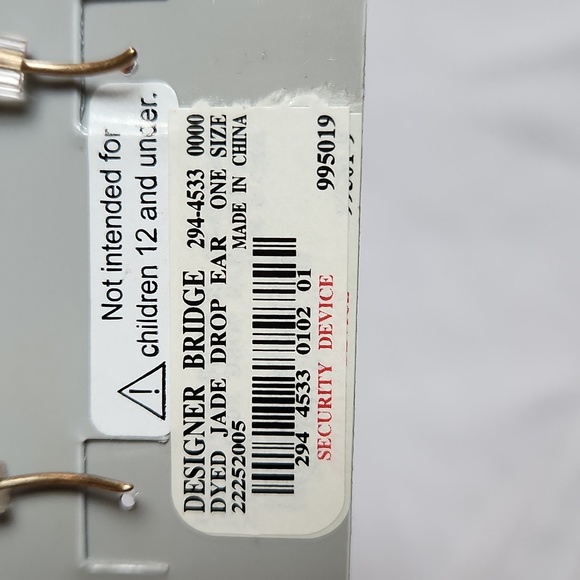 Not intended for
children 12 and under.
DESIGNER BRIDGE 294-4533 0000
DYED JADE DROP EAR ONE SIZE
22252005 MADE IN CHINA
294 4533 0102 01
SECURITY DEVICE
995019